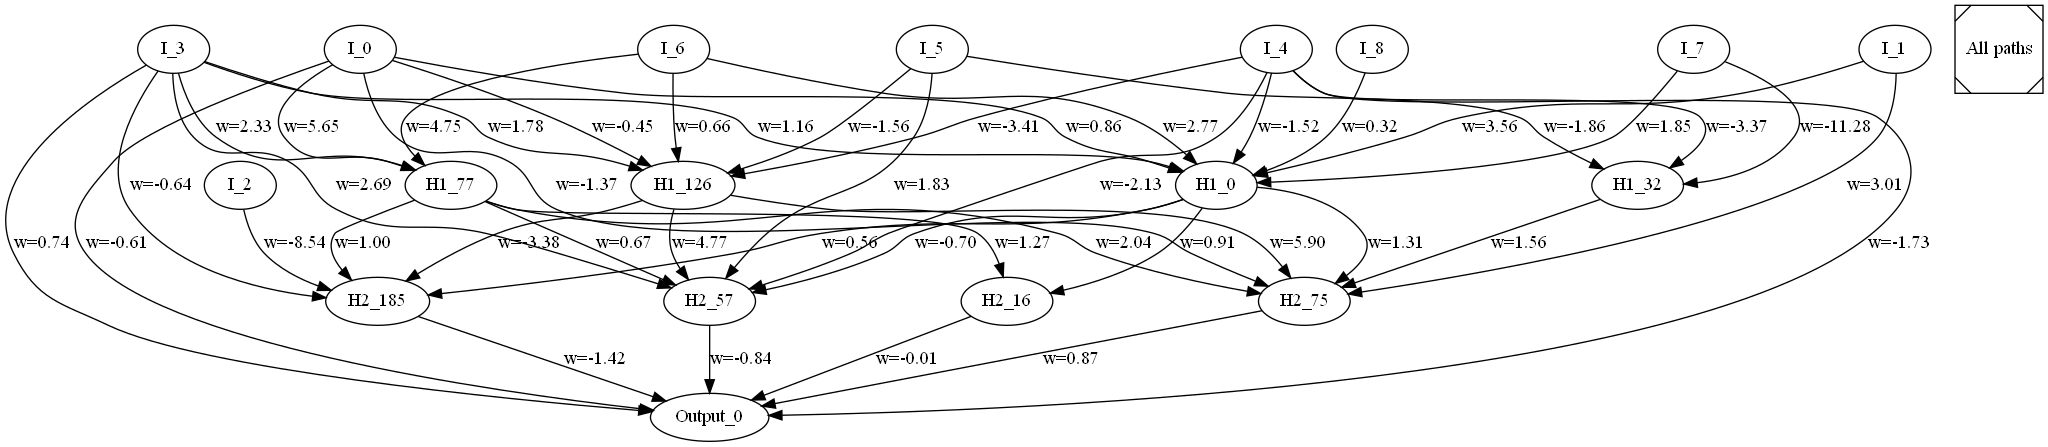 I_3 I_0 I_6 I_5 I_4 I_8 I_7 I_1 All paths
w=2.33 w=5.65 w=4.75 w=1.78 w=-0.45 w=0.66 w=1.16 w=-1.56 w=-3.41 w=0.86 w=2.77 w=-1.52 w=0.32 w=3.56 w=-1.86 w=1.85 w=-3.37 w=-11.28
w=-0.64 I_2 w=2.69 H1_77 w=-1.37 H1_126 w=1.83 w=-2.13 H1_0 H1_32 w=3.01
w=0.74 w=-0.61 w=-8.54 w=1.00 w=-3.38 w=0.67 w=4.77 w=0.56 w=-0.70 w=1.27 w=2.04 w=0.91 w=5.90 w=1.31 w=1.56 w=-1.73
H2_185 H2_57 H2_16 H2_75
w=-1.42 w=-0.84 w=-0.01 w=0.87
Output_0